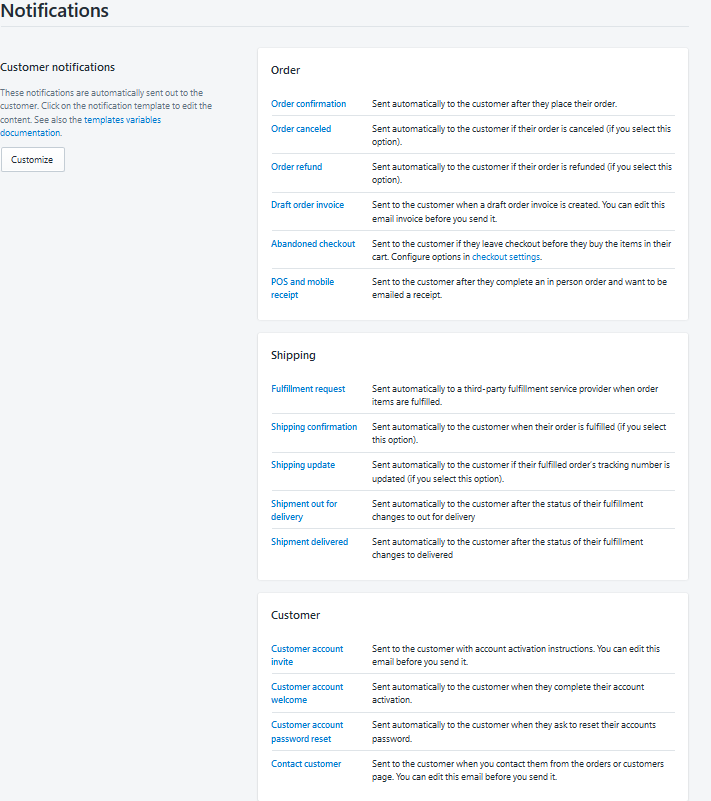 Notifications
Customer notifications
These notifications are automatically sent out to the
customer. Click on the notification template to edit the
content. See also the templates variables
documentation.
Customize
Order
Order confirmation Sent automatically to the customer after they place their order.
Order canceled Sent automatically to the customer if their order is canceled (if you select this
option).
Order refund Sent automatically to the customer if their order is refunded (if you select this
option).
Draft order invoice Sent to the customer when a draft order invoice is created. You can edit this
email invoice before you send it.
Abandoned checkout Sent to the customer if they leave checkout before they buy the items in their
cart. Configure options in checkout settings.
POS and mobile Sent to the customer after they complete an in person order and want to be
receipt emailed a receipt.
Shipping
Fulfillment request Sent automatically to a third-party fulfillment service provider when order
items are fulfilled.
Shipping confirmation Sent automatically to the customer when their order is fulfilled (if you select
this option).
Shipping update Sent automatically to the customer if their fulfilled order's tracking number is
updated (if you select this option).
Shipment out for Sent automatically to the customer after the status of their fulfillment
delivery changes to out for delivery
Shipment delivered Sent automatically to the customer after the status of their fulfillment
changes to delivered
Customer
Customer account Sent to the customer with account activation instructions. You can edit this
invite email before you send it.
Customer account Sent automatically to the customer when they complete their account
welcome activation.
Customer account Sent automatically to the customer when they ask to reset their accounts
password reset password.
Contact customer Sent to the customer when you contact them from the orders or customers
page. You can edit this email before you send it.